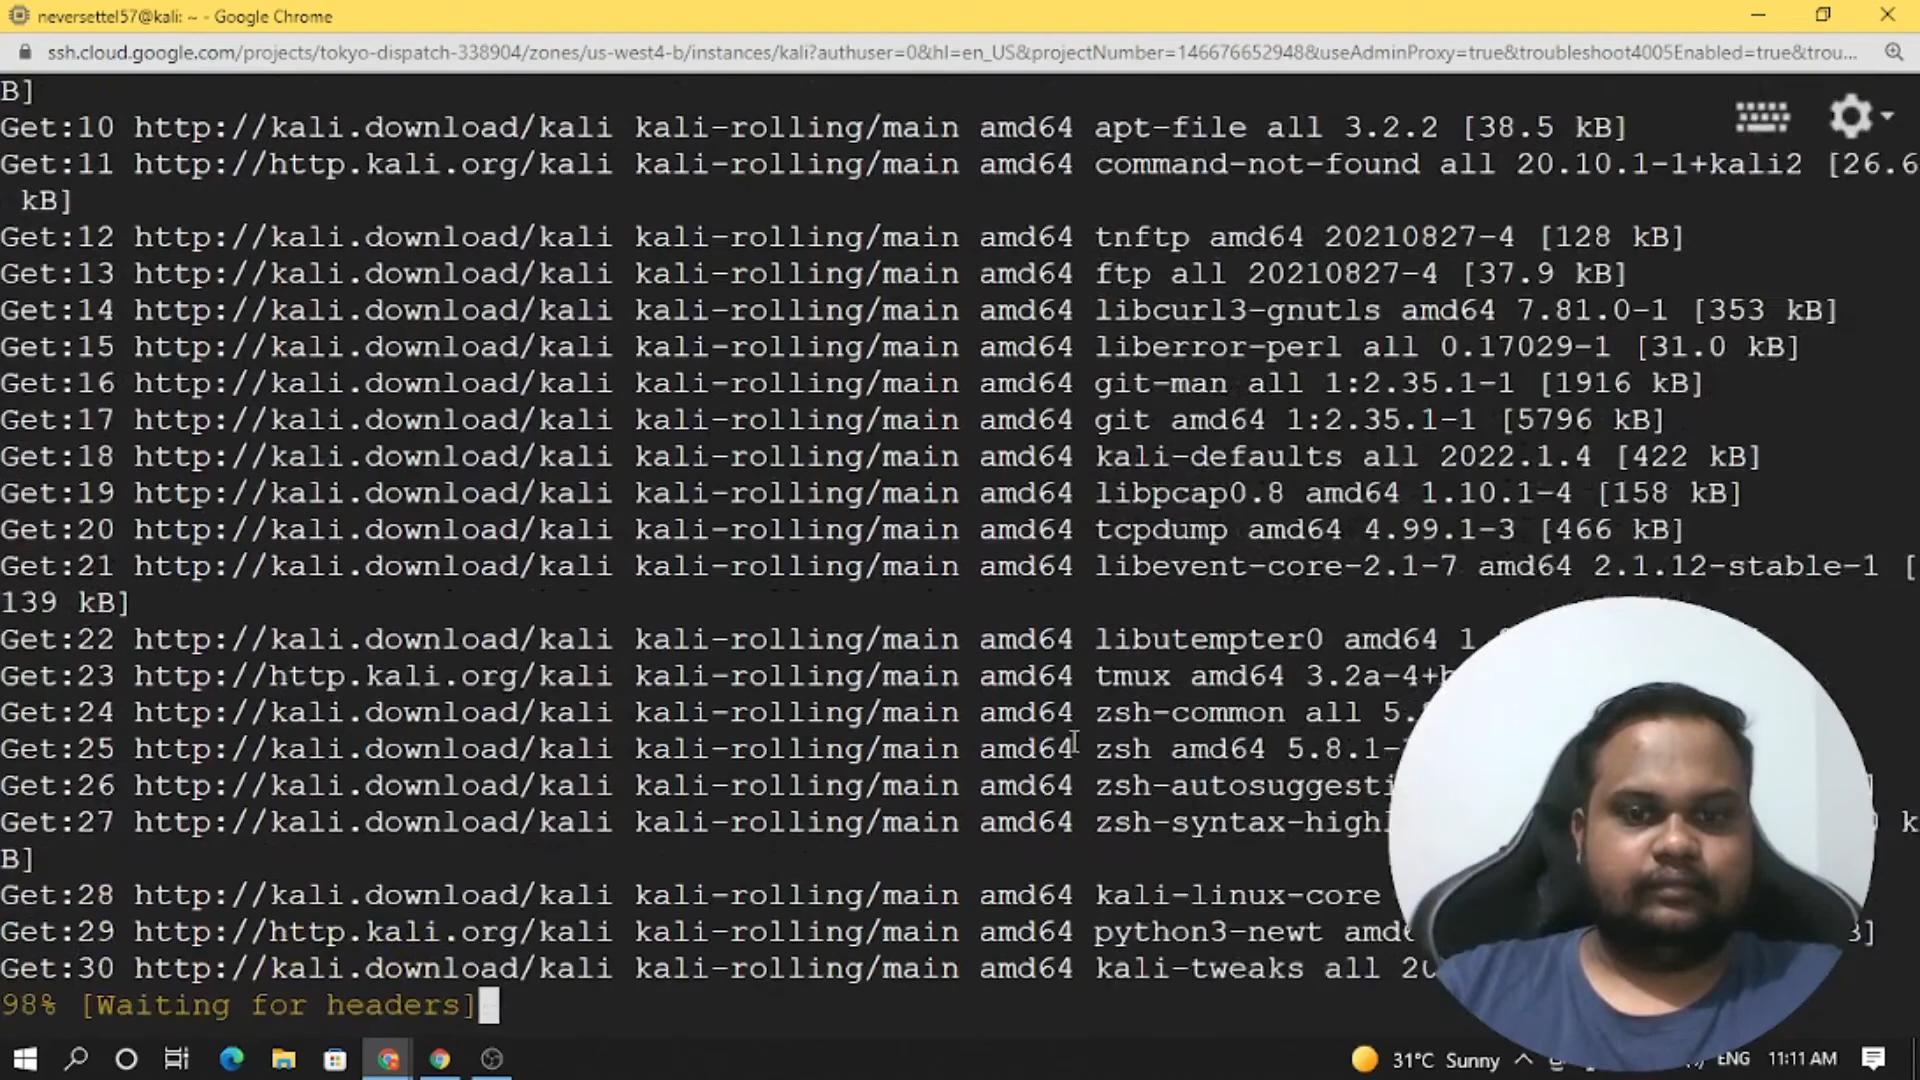 neversettel57@kali: ~ - Google Chrome
ssh.cloud.google.com/projects/tokyo-dispatch-338904/zones/us-west4-b/instances/kali?authuser=0&hl=en_US&projectNumber=146676652948&useAdminProxy=true&troubleshoot4005Enabled=true&trou...
B]
Get:10 http://kali.download/kali kali-rolling/main amd64 apt-file all 3.2.2 [38.5 kB]
Get:11 http://http.kali.org/kali kali-rolling/main amd64 command-not-found all 20.10.1-1+kali2 [26.6
kB]
Get:12 http://kali.download/kali kali-rolling/main amd64 tnftp amd64 20210827-4 [128 kB]
Get:13 http://kali.download/kali kali-rolling/main amd64 ftp all 20210827-4 [37.9 kB]
Get:14 http://kali.download/kali kali-rolling/main amd64 libcurl3-gnutls amd64 7.81.0-1 [353 kB]
Get:15 http://kali.download/kali kali-rolling/main amd64 liberror-perl all 0.17029-1 [31.0 kB]
Get:16 http://kali.download/kali kali-rolling/main amd64 git-man all 1:2.35.1-1 [1916 kB]
Get:17 http://kali.download/kali kali-rolling/main amd64 git amd64 1:2.35.1-1 [5796 kB]
Get:18 http://kali.download/kali kali-rolling/main amd64 kali-defaults all 2022.1.4 [422 kB]
Get:19 http://kali.download/kali kali-rolling/main amd64 libpcap0.8 amd64 1.10.1-4 [158 kB]
Get:20 http://kali.download/kali kali-rolling/main amd64 tcpdump amd64 4.99.1-3 [466 kB]
Get:21 http://kali.download/kali kali-rolling/main amd64 libevent-core-2.1-7 amd64 2.1.12-stable-1 [
139 kB]
Get:22 http://kali.download/kali kali-rolling/main amd64 libutempter0 amd64 1
Get:23 http://http.kali.org/kali kali-rolling/main amd64 tmux amd64 3.2a-4+
Get:24 http://kali.download/kali kali-rolling/main amd64 zsh-common all 5.
Get:25 http://kali.download/kali kali-rolling/main amd64 zsh amd64 5.8.1-
Get:26 http://kali.download/kali kali-rolling/main amd64 zsh-autosuggesti ]
Get:27 http://kali.download/kali kali-rolling/main amd64 zsh-syntax-high k
B]
Get:28 http://kali.download/kali kali-rolling/main amd64 kali-linux-core
Get:29 http://http.kali.org/kali kali-rolling/main amd64 python3-newt amd B]
Get:30 http://kali.download/kali kali-rolling/main amd64 kali-tweaks all 20
98% [Waiting for headers]
31°C Sunny ENG 11:11 AM